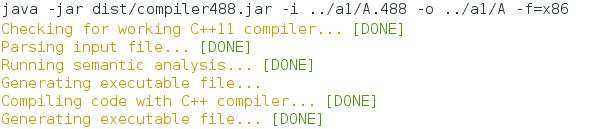 java -jar dist/compiler488.jar -i ../a1/A.488 -o ../a1/A -f=x86
Checking for working C++11 compiler... [DONE]
Parsing input file... [DONE]
Running semantic analysis... [DONE]
Generating executable file...
Compiling code with C++ compiler... [DONE]
Generating executable file... [DONE]